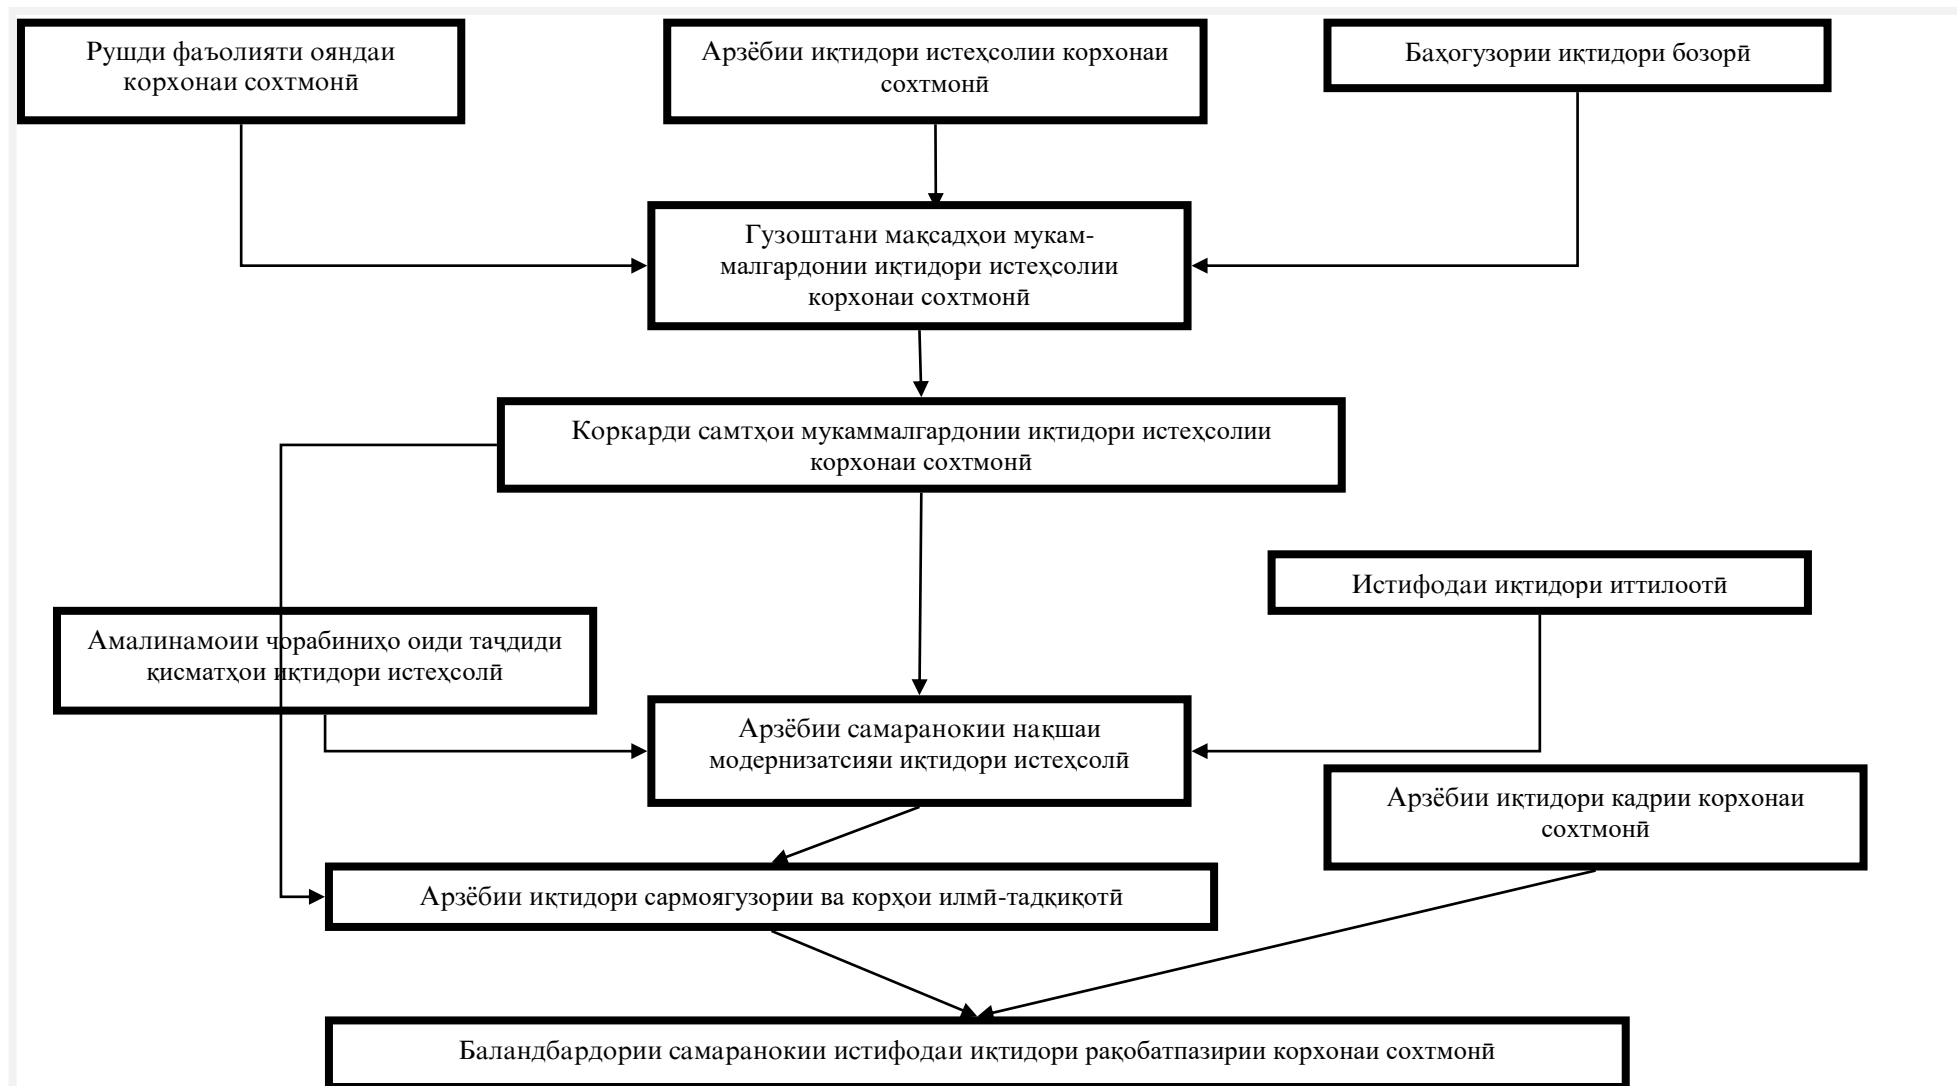 Рушди фаъолияти ояндаи
корхонаи сохтмонӣ
Арзёбии иқтидори истеҳсолии корхонаи
сохтмонӣ
Баҳогузории иқтидори бозорӣ
Гузоштани мақсадҳои мукам-
малгардонии иқтидори истеҳсолии
корхонаи сохтмонӣ
Коркарди самтҳои мукаммалгардонии иқтидори истеҳсолии
корхонаи сохтмонӣ
Истифодаи иқтидори иттилоотӣ
Амалинамоии чорабиниҳо оиди таҷдиди
қисматҳои иқтидори истеҳсолӣ
Арзёбии самаранокии нақшаи
модернизатсияи иқтидори истеҳсолӣ
Арзёбии иқтидори кадрии корхонаи
сохтмонӣ
Арзёбии иқтидори сармоягузории ва корҳои илмӣ-тадқиқотӣ
Баландбардории самаранокии истифодаи иқтидори рақобатпазирии корхонаи сохтмонӣ